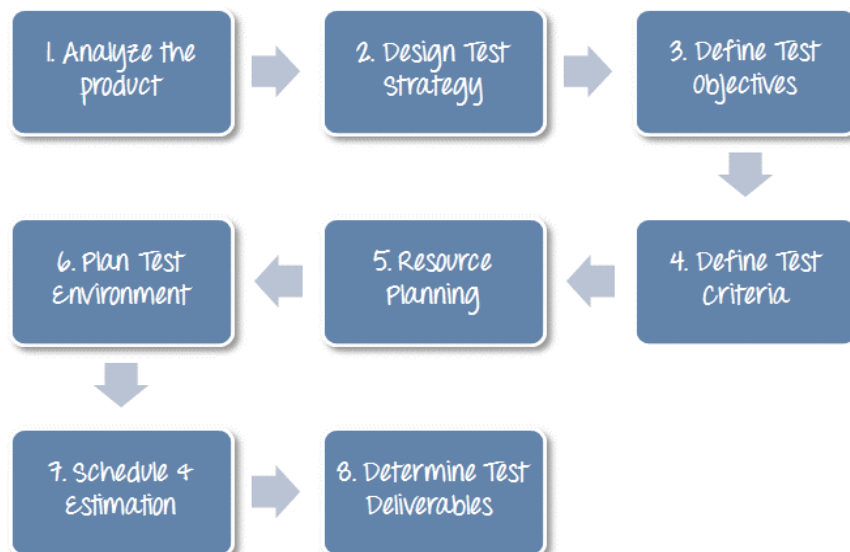 1. Analyze the
product
2. Design Test
Strategy
3. Define Test
Objectives
4. Define Test
Criteria
5. Resource
Planning
6. Plan Test
Environment
7. Schedule &
Estimation
8. Determine Test
Deliverables